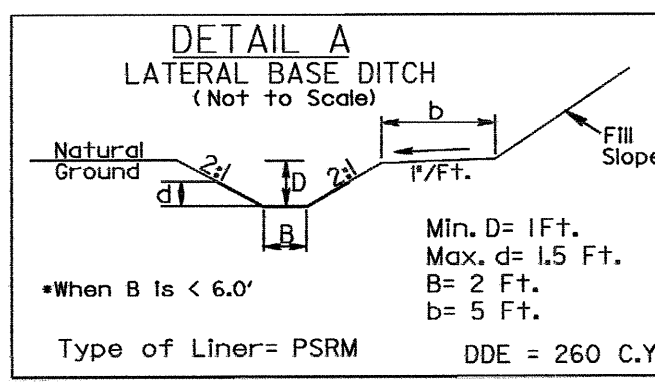 DETAIL A
LATERAL BASE DITCH
(Not to Scale)
b
Natural
Ground
2:1
D
2:1
1"/Ft.
Fill
Slope
d
B
Min. D= 1Ft.
Max. d= 1.5 Ft.
*When B is < 6.0'
B= 2 Ft.
b= 5 Ft.
Type of Liner= PSRM
DDE = 260 C.Y